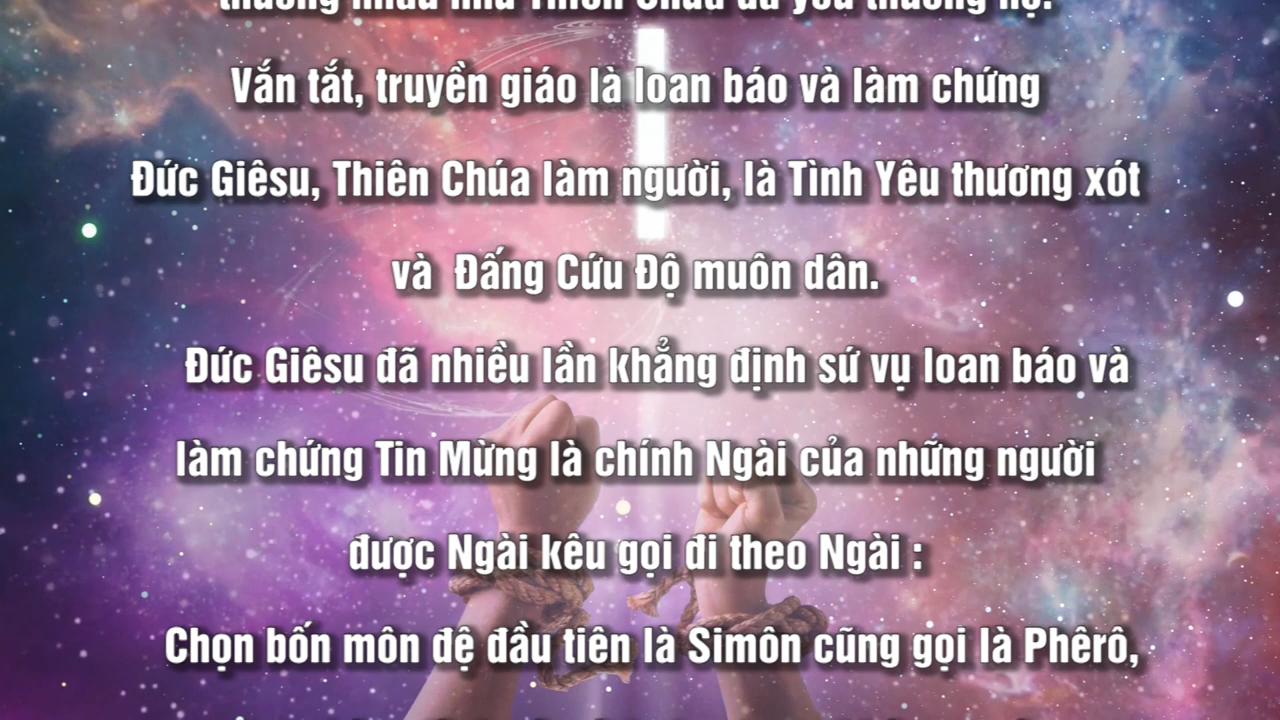 thương nhau như Thiên Chúa đã yêu thương họ.
Vắn tắt, truyền giáo là loan báo và làm chứng
Đức Giêsu, Thiên Chúa làm người, là Tình Yêu thương xót
và Đấng Cứu Độ muôn dân.
Đức Giêsu đã nhiều lần khẳng định sứ vụ loan báo và
làm chứng Tin Mừng là chính Ngài của những người
được Ngài kêu gọi đi theo Ngài :
Chọn bốn môn đệ đầu tiên là Simôn cũng gọi là Phêrô,